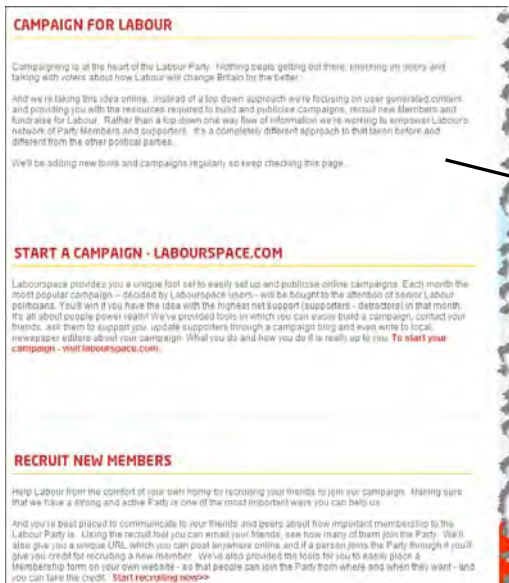 CAMPAIGN FOR LABOUR
Campaigning is at the heart of the Labour Party. Nothing beats getting out there, knocking on doors and
talking with voters about how Labour will change Britain for the better.
And we're taking this idea online. Instead of a top down approach we're focusing on user generated content
and providing you with the resources required to build and publicise campaigns, recruit new Members and
fundraise for Labour. Rather than a top down one way flow of information we're working to empower Labour's
network of Party Members and supporters. It's a completely different approach to that taken before and
different from the other political parties.
We'll be adding new tools and campaigns regularly so keep checking this page.
START A CAMPAIGN - LABOURSPACE.COM
Labourspace provides you a unique tool set to easily set up and publicise online campaigns. Each month the
most popular campaign – decided by Labourspace users - will be bought to the attention of senior Labour
politicians. You'll win if you have the idea with the highest net support (supporters - detractors) in that month.
It's all about people power really! We've provided tools in which you can easily build a campaign, contact your
friends, ask them to support you, update supporters through a campaign blog and even write to local
newspaper editors about your campaign. What you do and how you do it is really up to you. To start your
campaign - visit labourspace.com.
RECRUIT NEW MEMBERS
Help Labour from the comfort of your own home by recruiting your friends to join our campaign. Making sure
that we have a strong and active Party is one of the most important ways you can help us.
And you're best placed to communicate to your friends and peers about how important membership to the
Labour Party is. Using the recruit tool you can email your friends, see how many of them join the Party. We'll
also give you a unique URL which you can post anywhere online and if a person joins the Party through it you'll
give you credit for recruiting a new member. We've also provided the tools for you to easily place a
Membership form on your own website - so that people can join the Party from where and when they want - and
you can take the credit. Start recruiting now>>